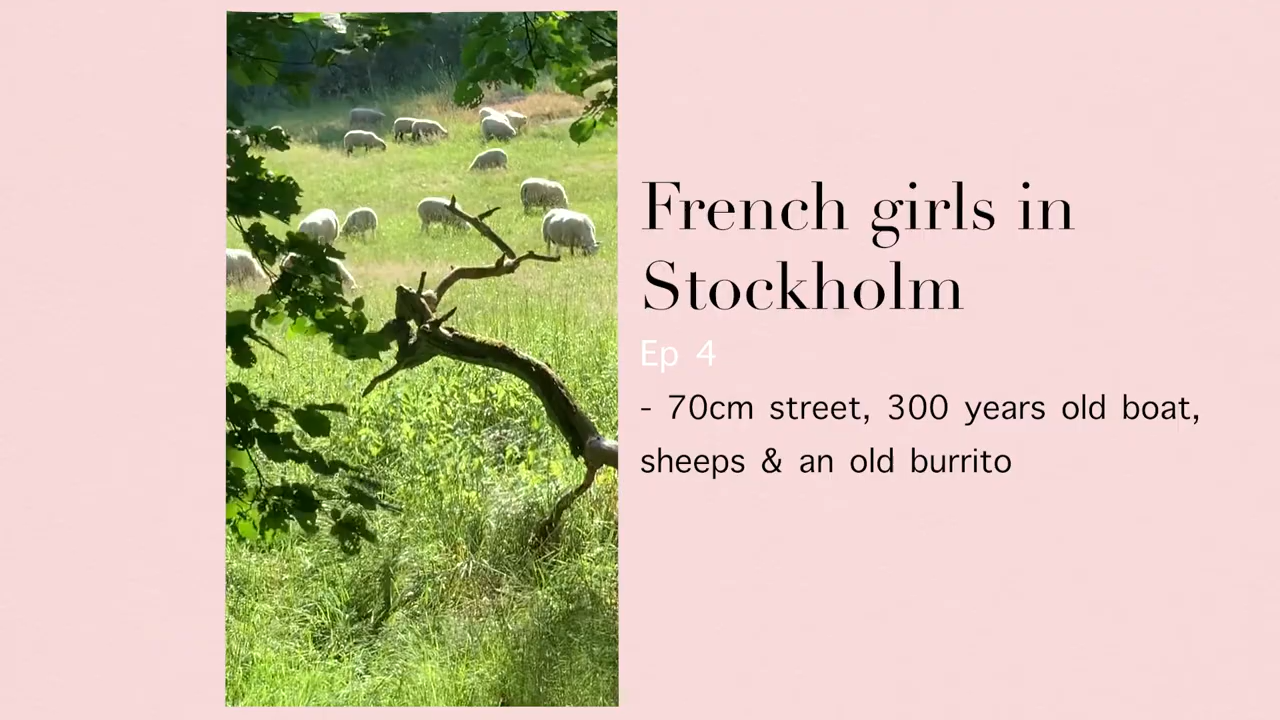 French girls in
Stockholm
Ep 4
- 70cm street, 300 years old boat,
sheeps & an old burrito